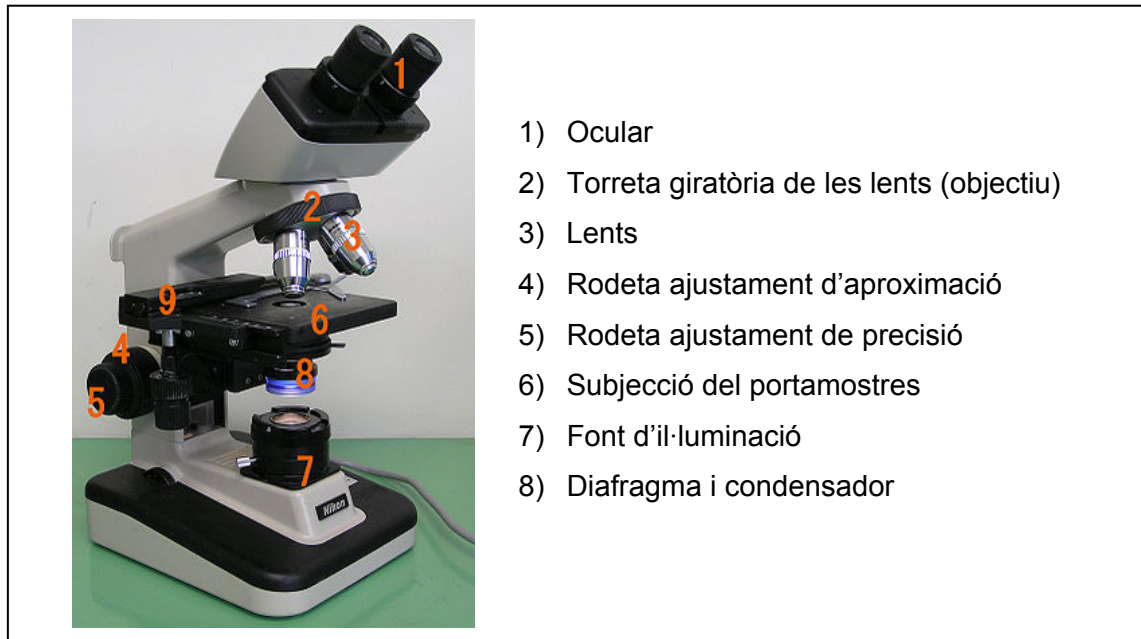 1
2
3
9
6
4
8
5
7
Nikon
1) Ocular
2) Torreta giratòria de les lents (objectiu)
3) Lents
4) Rodeta ajustament d’aproximació
5) Rodeta ajustament de precisió
6) Subjecció del portamostres
7) Font d’il·luminació
8) Diafragma i condensador